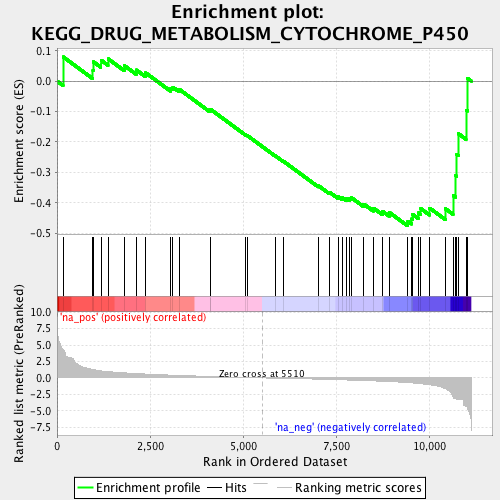 Enrichment plot:
KEGG_DRUG_METABOLISM_CYTOCHROME_P450
Enrichment score (ES)
0.1
0.0
-0.1
-0.2
-0.3
-0.4
-0.5
'na_pos' (positively correlated)
Ranked list metric (PreRanked)
10.0
7.5
5.0
2.5
0.0
-2.5
-5.0
-7.5
Zero cross at 5510
'na_neg' (negatively correlated)
0
2,500
5,000
7,500
10,000
Rank in Ordered Dataset
Enrichment profile
Hits
Ranking metric scores